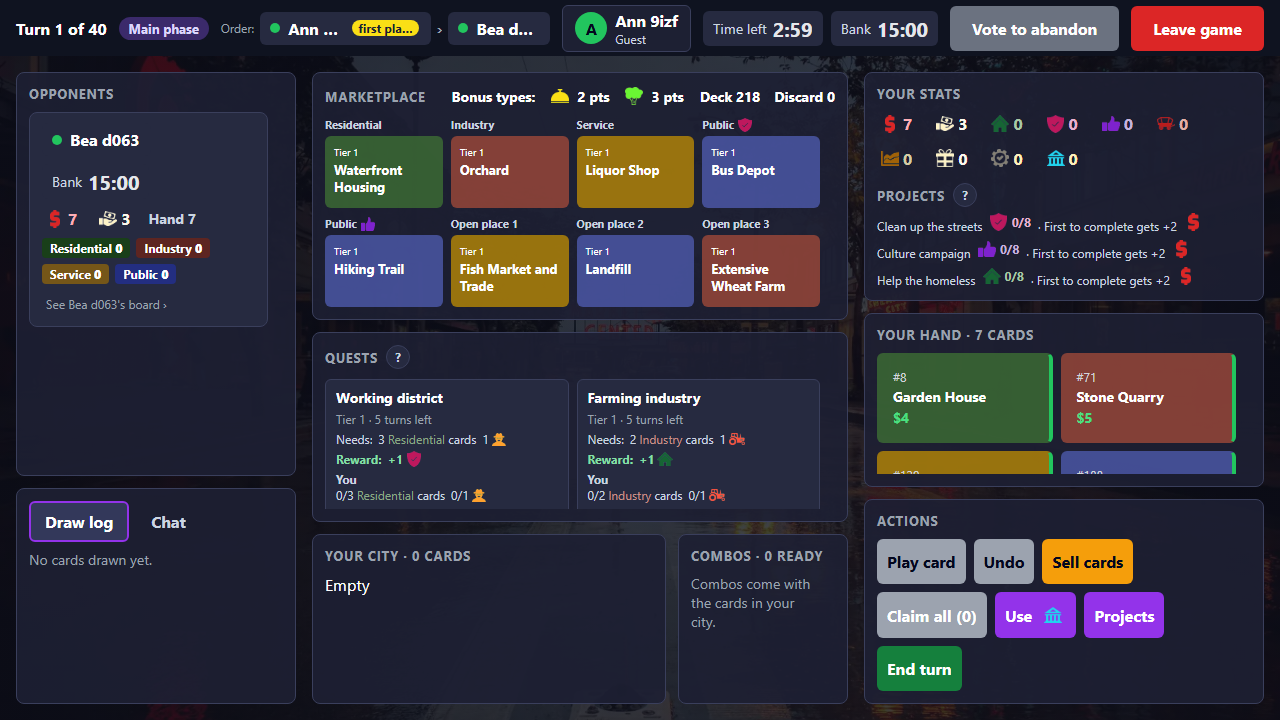 Turn 1 of 40 Main phase Order: Ann ... first pla... › Bea d... A Ann 9izf Guest Time left 2:59 Bank 15:00 Vote to abandon Leave game
OPPONENTS
Bea d063
Bank 15:00
7 3 Hand 7
Residential 0 Industry 0
Service 0 Public 0
See Bea d063's board ›
Draw log Chat
No cards drawn yet.
MARKETPLACE Bonus types: 2 pts 3 pts Deck 218 Discard 0
Residential Industry Service Public
Tier 1 Waterfront Housing
Tier 1 Orchard
Tier 1 Liquor Shop
Tier 1 Bus Depot
Public Open place 1 Open place 2 Open place 3
Tier 1 Hiking Trail
Tier 1 Fish Market and Trade
Tier 1 Landfill
Tier 1 Extensive Wheat Farm
QUESTS ?
Working district
Tier 1 · 5 turns left
Needs: 3 Residential cards 1
Reward: +1
You
0/3 Residential cards 0/1
Farming industry
Tier 1 · 5 turns left
Needs: 2 Industry cards 1
Reward: +1
You
0/2 Industry cards 0/1
YOUR CITY · 0 CARDS
Empty
COMBOS · 0 READY
Combos come with
the cards in your
city.
YOUR STATS
7 3 0 0 0 0
0 0 0 0
PROJECTS ?
Clean up the streets 0/8 · First to complete gets +2
Culture campaign 0/8 · First to complete gets +2
Help the homeless 0/8 · First to complete gets +2
YOUR HAND · 7 CARDS
#8
Garden House
$4
#71
Stone Quarry
$5
ACTIONS
Play card Undo Sell cards
Claim all (0) Use Projects
End turn